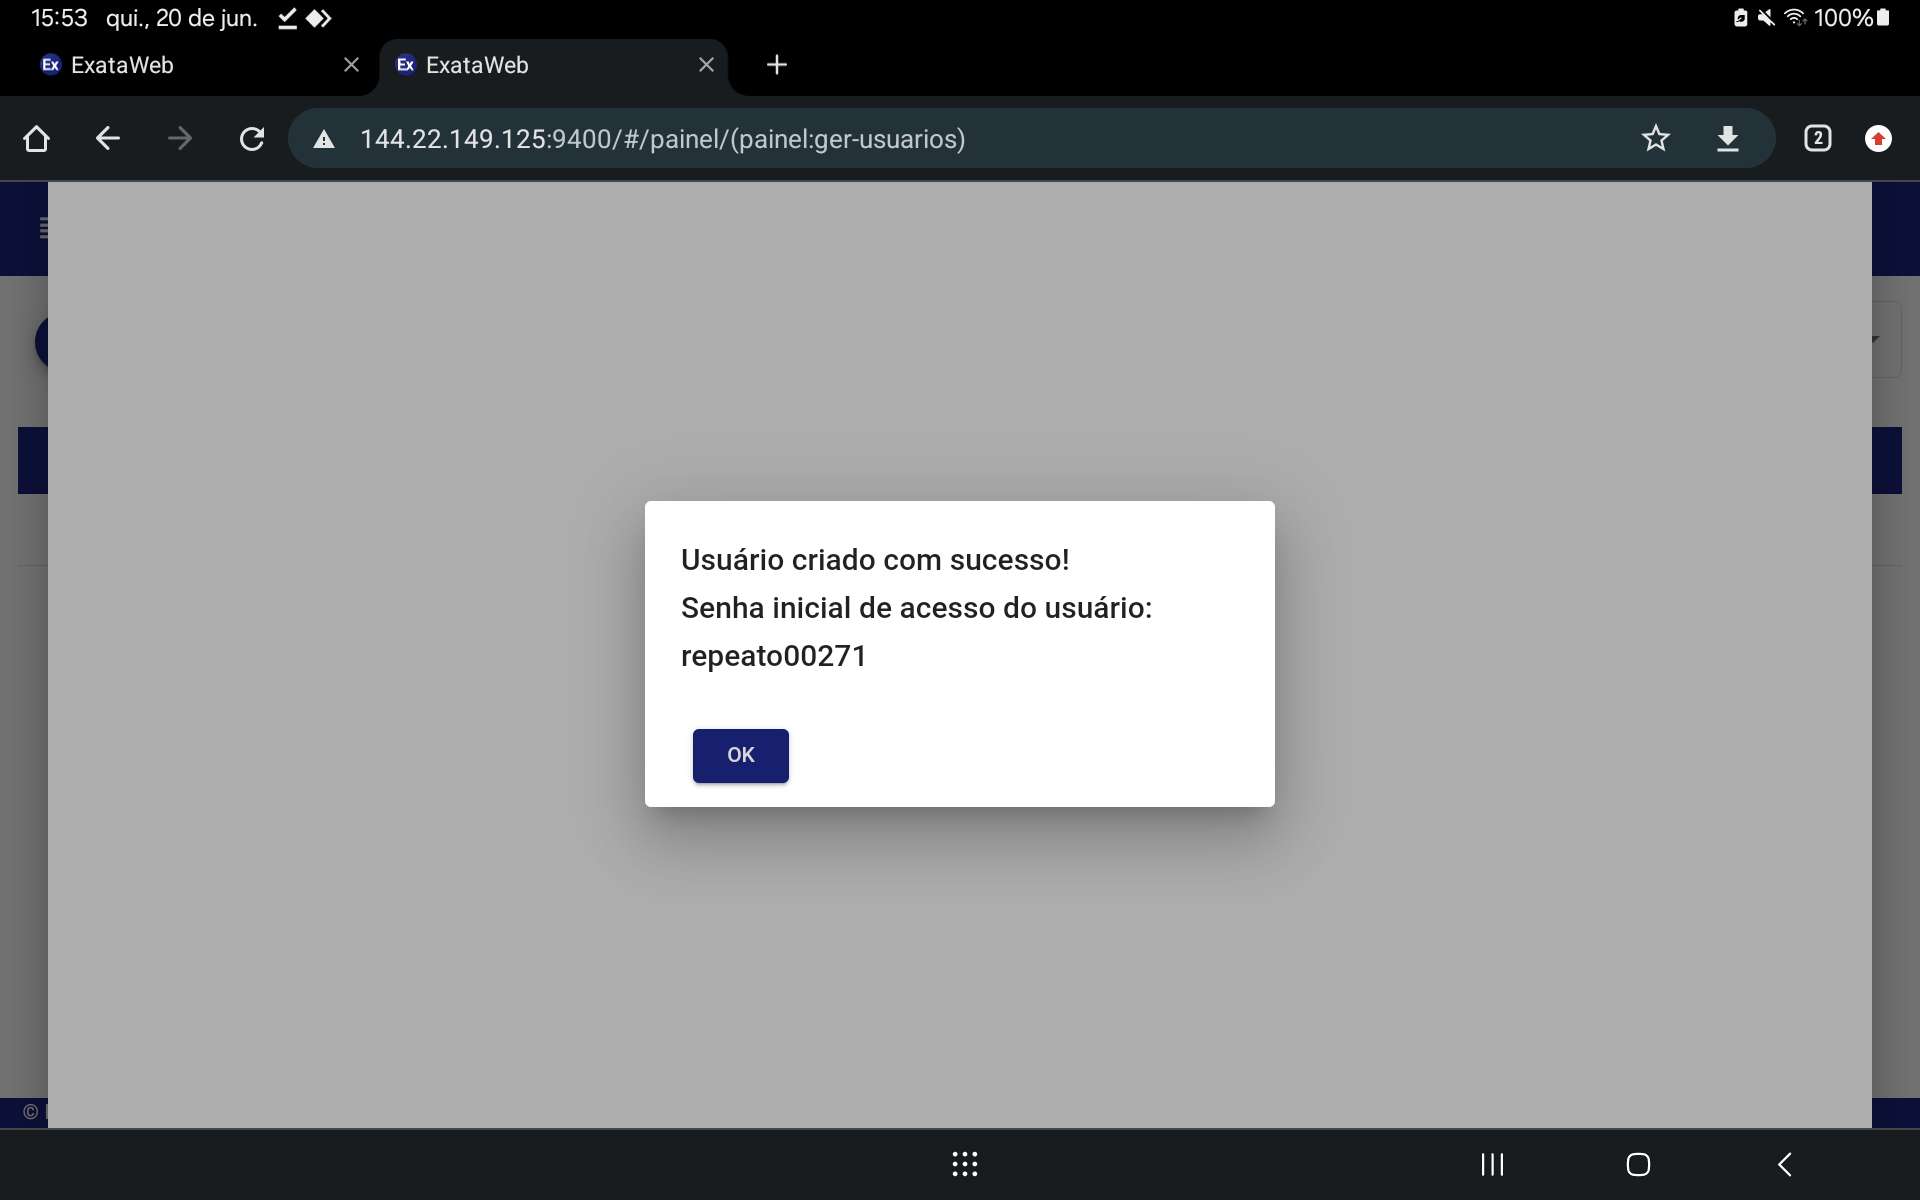 15:53 qui., 20 de jun. 100%
Ex ExataWeb
Ex ExataWeb
144.22.149.125:9400/#/painel/(painel:ger-usuarios)
2
Usuário criado com sucesso!
Senha inicial de acesso do usuário:
repeato00271
OK
©